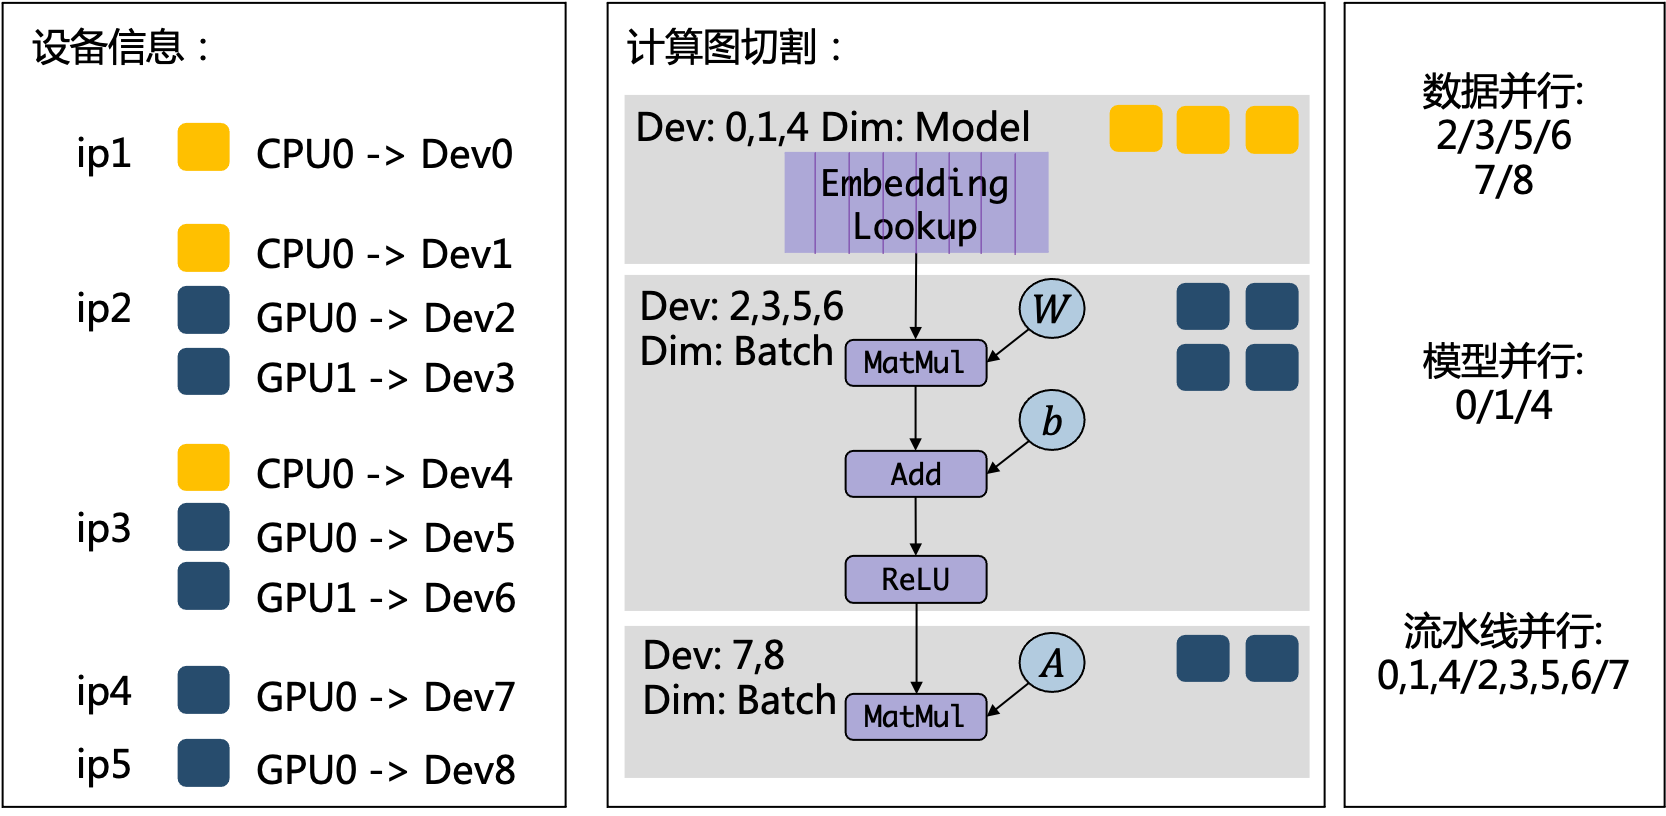 设备信息：
ip1
CPU0 -> Dev0
CPU0 -> Dev1
ip2
GPU0 -> Dev2
GPU1 -> Dev3
CPU0 -> Dev4
ip3
GPU0 -> Dev5
GPU1 -> Dev6
ip4
GPU0 -> Dev7
ip5
GPU0 -> Dev8
计算图切割：
Dev: 0,1,4 Dim: Model
Embedding
Lookup
Dev: 2,3,5,6
Dim: Batch
W
MatMul
b
Add
ReLU
Dev: 7,8
Dim: Batch
A
MatMul
数据并行:
2/3/5/6
7/8
模型并行:
0/1/4
流水线并行:
0,1,4/2,3,5,6/7